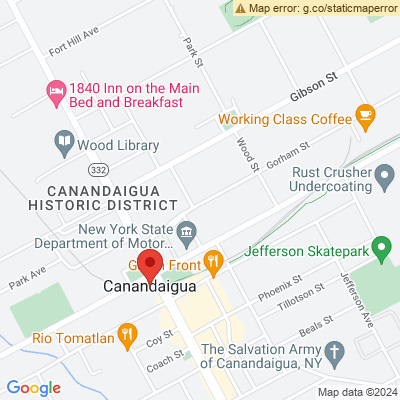 Map error: g.co/staticmaperror
Fort Hill Ave
Park St
1840 Inn on the Main
Bed and Breakfast
Gibson St
Working Class Coffee
Wood Library
Wood St
Gorham St
332
Rust Crusher
Undercoating
CANANDAIGUA
HISTORIC DISTRICT
New York State
Department of Motor...
Jefferson Skatepark
Park Ave
Front
Canandaigua
Phoenix St
Tillotson St
Jefferson Ave
Rio Tomatlan
Coy St
Beals St
Coach St
The Salvation Army
of Canandaigua, NY
Google
Map data ©2024